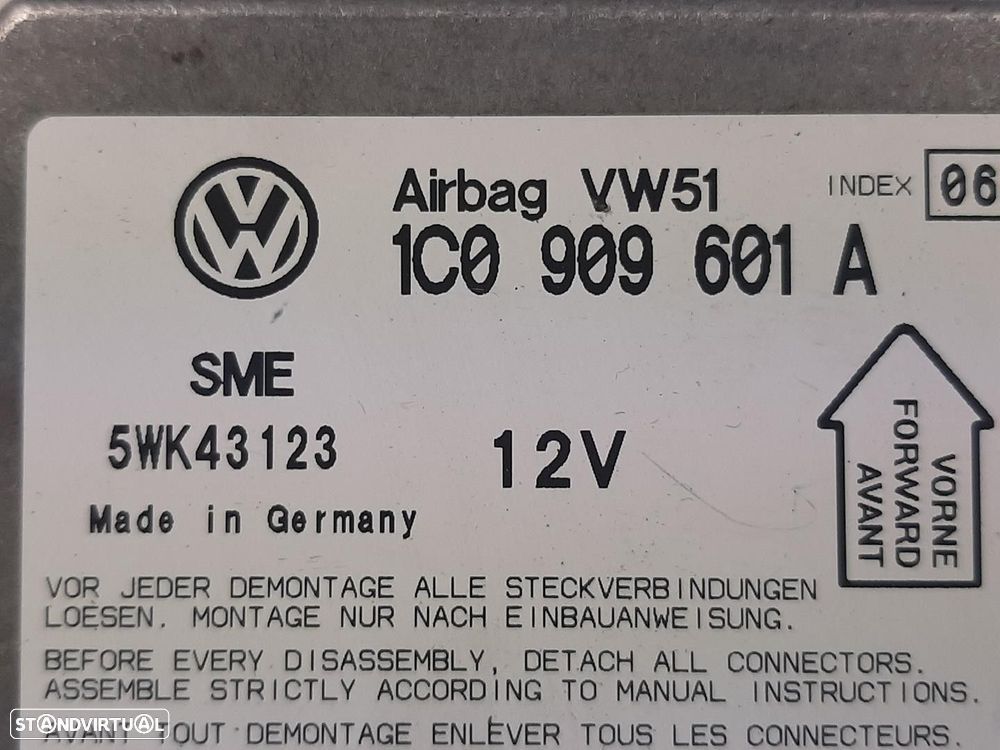 Airbag VW51
INDEX 06
1C0 909 601 A
SME
5WK43123
12V
Made in Germany
VORNE
FORWARD
AVANT
VOR JEDER DEMONTAGE ALLE STECKVERBINDUNGEN
LOESEN. MONTAGE NUR NACH EINBAUANWEISUNG.
BEFORE EVERY DISASSEMBLY, DETACH ALL CONNECTORS.
ASSEMBLE STRICTLY ACCORDING TO MANUAL INSTRUCTIONS.
AVANT TOUT DEMONTAGE ENLEVER TOUS LES CONNECTEURS.
STANDVIRTUAL